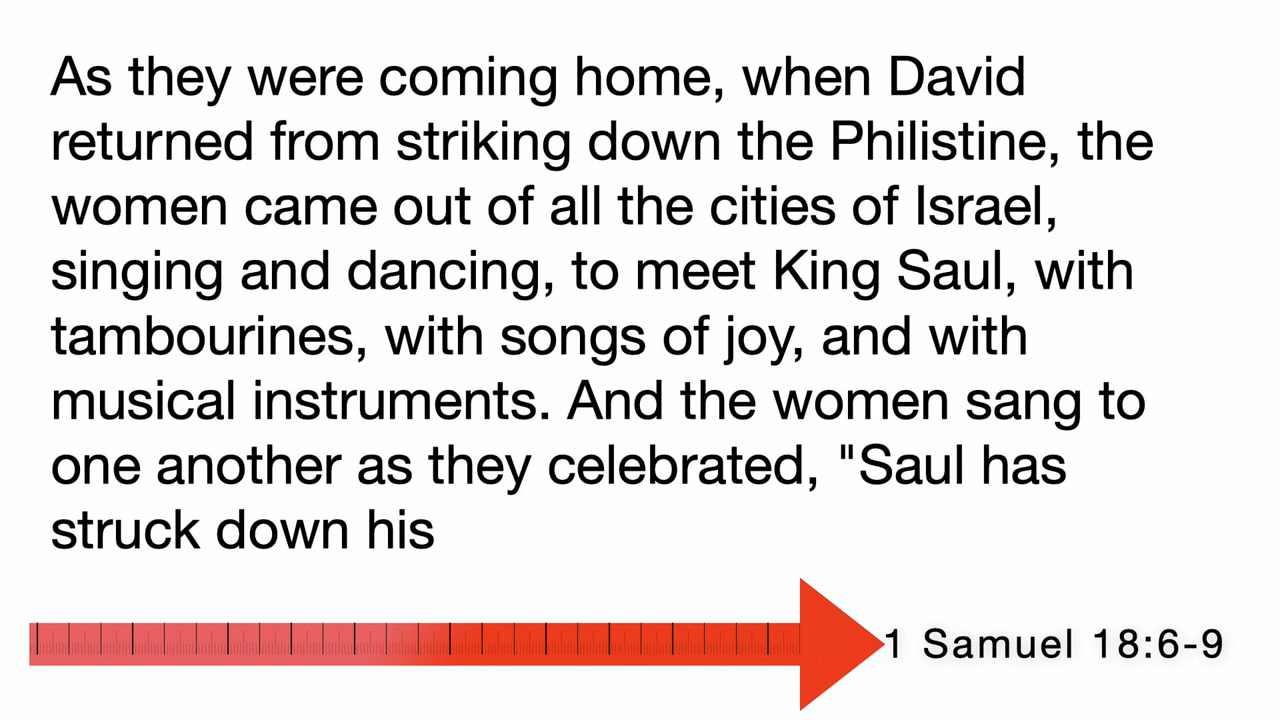 As they were coming home, when David
returned from striking down the Philistine, the
women came out of all the cities of Israel,
singing and dancing, to meet King Saul, with
tambourines, with songs of joy, and with
musical instruments. And the women sang to
one another as they celebrated, "Saul has
struck down his
1 Samuel 18:6-9